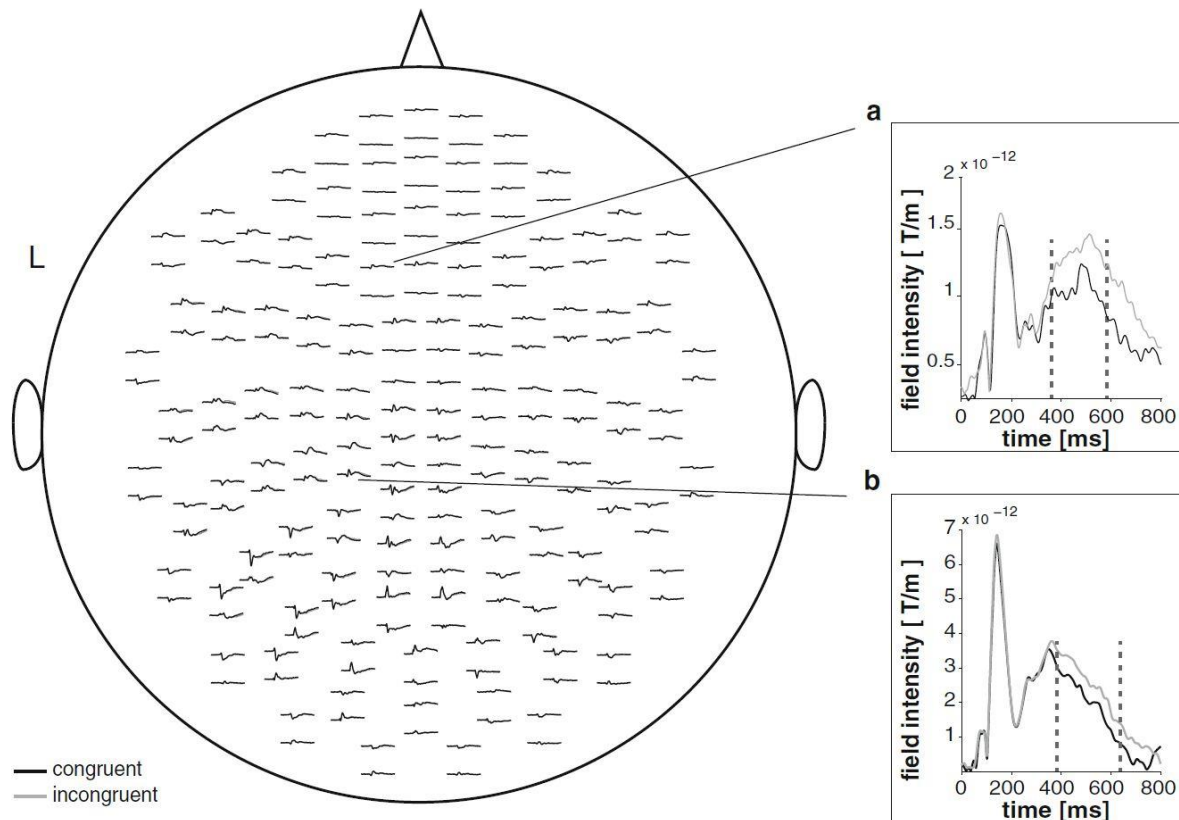 L
congruent
incongruent
a
2 x 10 -12
1.5
1
0.5
field intensity [ T/m ]
0 200 400 600 800
time [ms]
b
7 x 10 -12
6
5
4
3
2
1
field intensity [ T/m ]
0 200 400 600 800
time [ms]